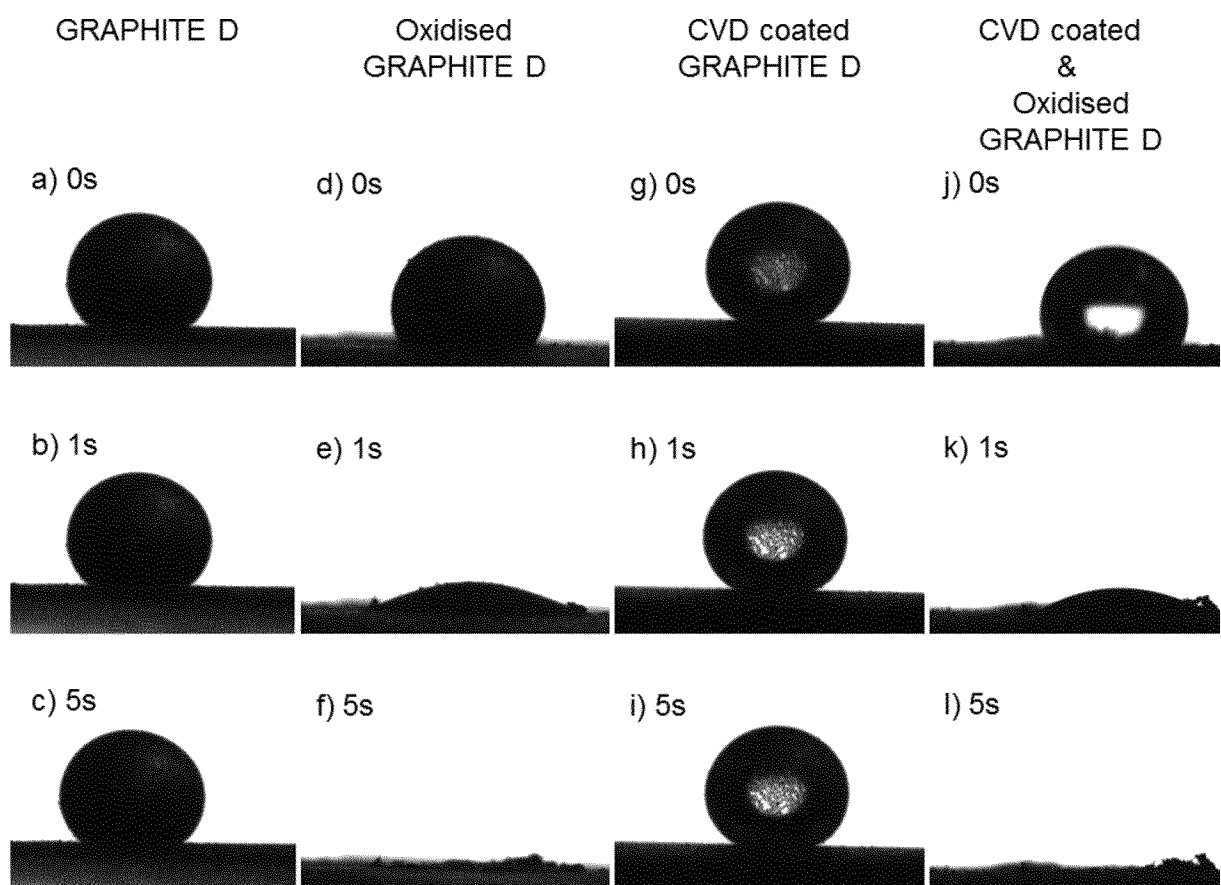 GRAPHITE D
Oxidised
GRAPHITE D
CVD coated
GRAPHITE D
CVD coated
&
Oxidised
GRAPHITE D
a) 0s
d) 0s
g) 0s
j) 0s
b) 1s
e) 1s
h) 1s
k) 1s
c) 5s
f) 5s
i) 5s
l) 5s